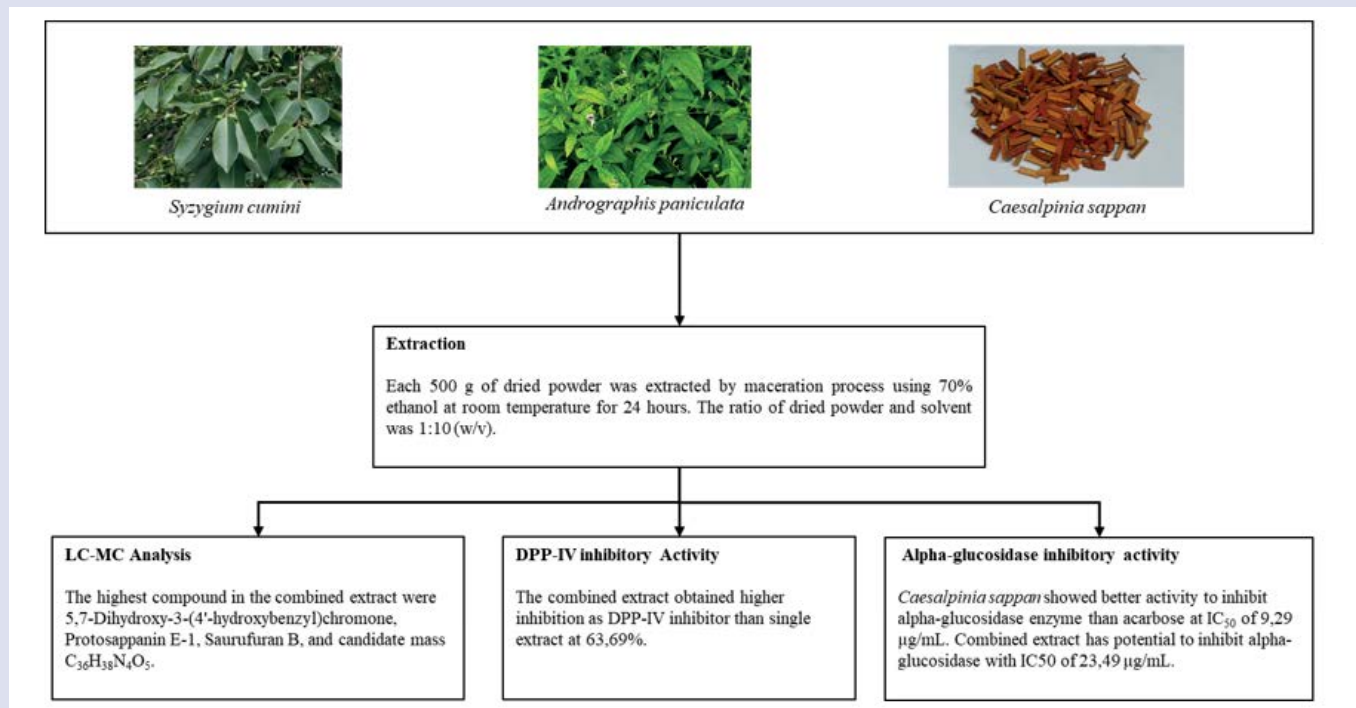 Syzygium cumini
Andrographis paniculata
Caesalpinia sappan
Extraction
Each 500 g of dried powder was extracted by maceration process using 70%
ethanol at room temperature for 24 hours. The ratio of dried powder and solvent
was 1:10 (w/v).
LC-MC Analysis
The highest compound in the combined extract were
5,7-Dihydroxy-3-(4'-hydroxybenzyl)chromone,
Protosappanin E-1, Saurufuran B, and candidate mass
C₃₆H₃₈N₄O₅.
DPP-IV inhibitory Activity
The combined extract obtained higher
inhibition as DPP-IV inhibitor than single
extract at 63,69%.
Alpha-glucosidase inhibitory activity
Caesalpinia sappan showed better activity to inhibit
alpha-glucosidase enzyme than acarbose at IC₅₀ of 9,29
µg/mL. Combined extract has potential to inhibit alpha-
glucosidase with IC50 of 23,49 µg/mL.